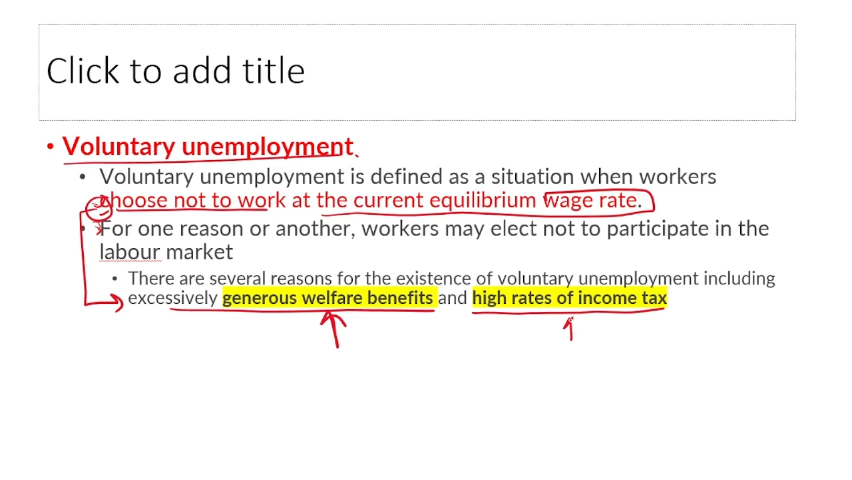 Click to add title
• Voluntary unemployment
• Voluntary unemployment is defined as a situation when workers
choose not to work at the current equilibrium wage rate.
• For one reason or another, workers may elect not to participate in the
labour market
• There are several reasons for the existence of voluntary unemployment including
excessively generous welfare benefits and high rates of income tax